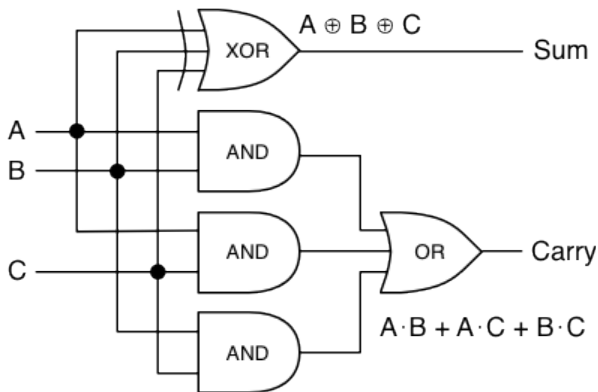 A ⊕ B ⊕ C
XOR
Sum
A
AND
B
AND
OR
Carry
C
A·B + A·C + B·C
AND